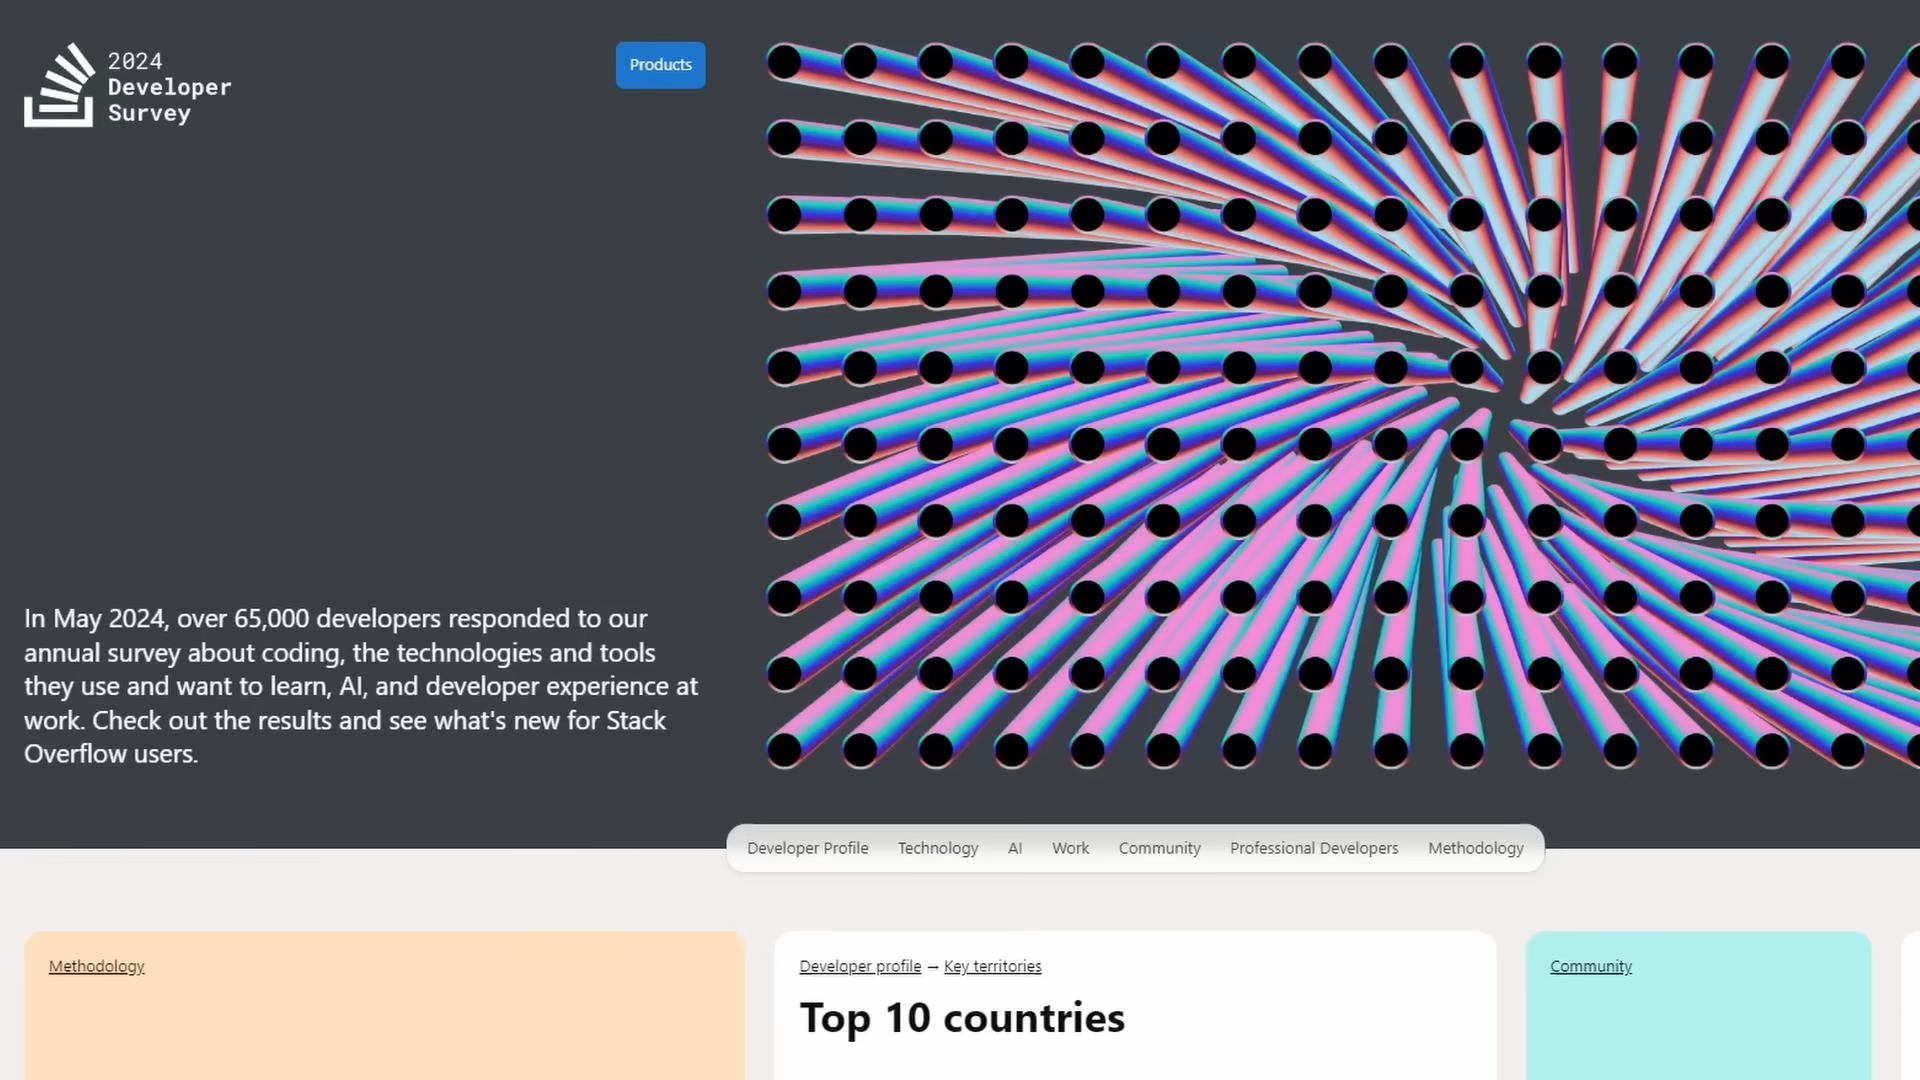 2024
Developer
Survey
Products
In May 2024, over 65,000 developers responded to our
annual survey about coding, the technologies and tools
they use and want to learn, AI, and developer experience at
work. Check out the results and see what's new for Stack
Overflow users.
Developer Profile Technology AI Work Community Professional Developers Methodology
Methodology
Developer profile → Key territories
Top 10 countries
Community